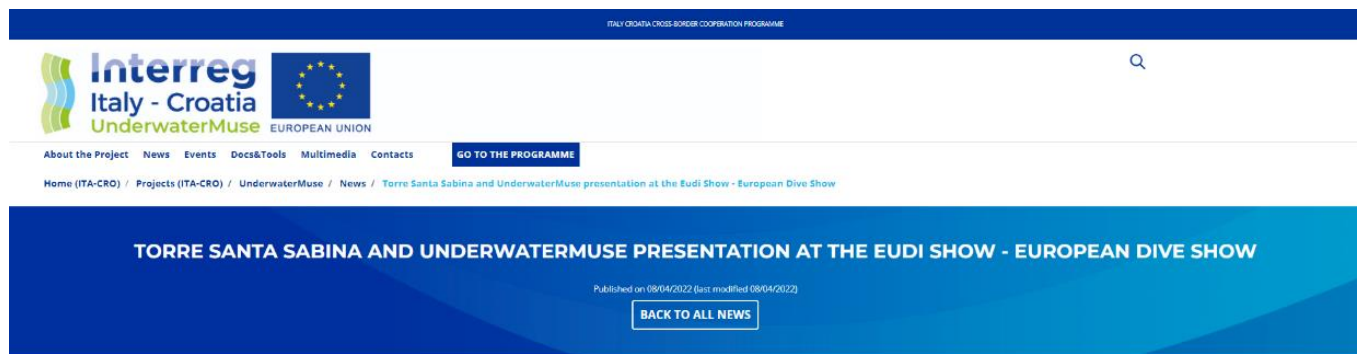 ITALY CROATIA CROSS-BORDER COOPERATION PROGRAMME
Interreg
Italy - Croatia
UnderwaterMuse EUROPEAN UNION
About the Project News Events Docs&Tools Multimedia Contacts GO TO THE PROGRAMME
Home (ITA-CRO) / Projects (ITA-CRO) / UnderwaterMuse / News / Torre Santa Sabina and UnderwaterMuse presentation at the Eudi Show - European Dive Show
TORRE SANTA SABINA AND UNDERWATERMUSE PRESENTATION AT THE EUDI SHOW - EUROPEAN DIVE SHOW
Published on 08/04/2022 (last modified 08/04/2022)
BACK TO ALL NEWS